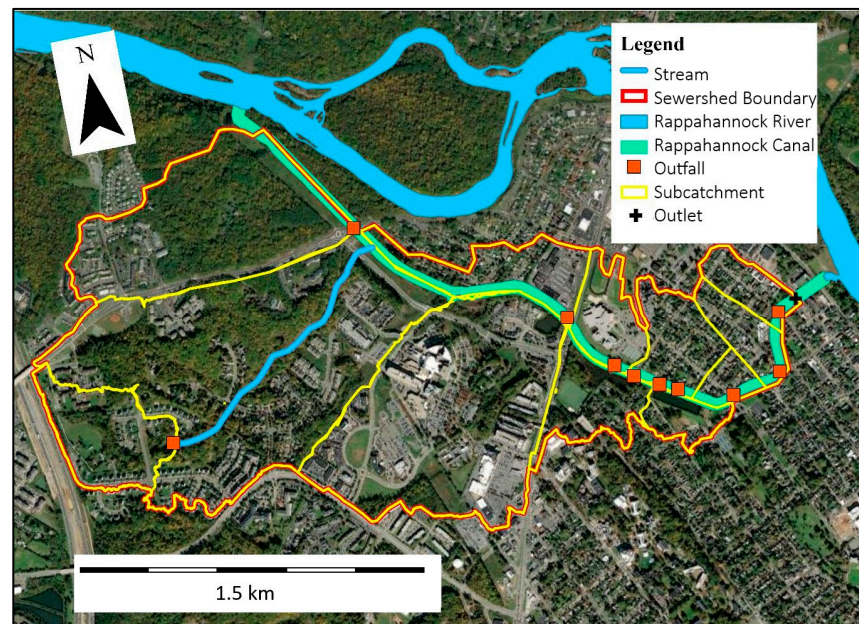 N
Legend
Stream
Sewershed Boundary
Rappahannock River
Rappahannock Canal
Outfall
Subcatchment
Outlet
1.5 km